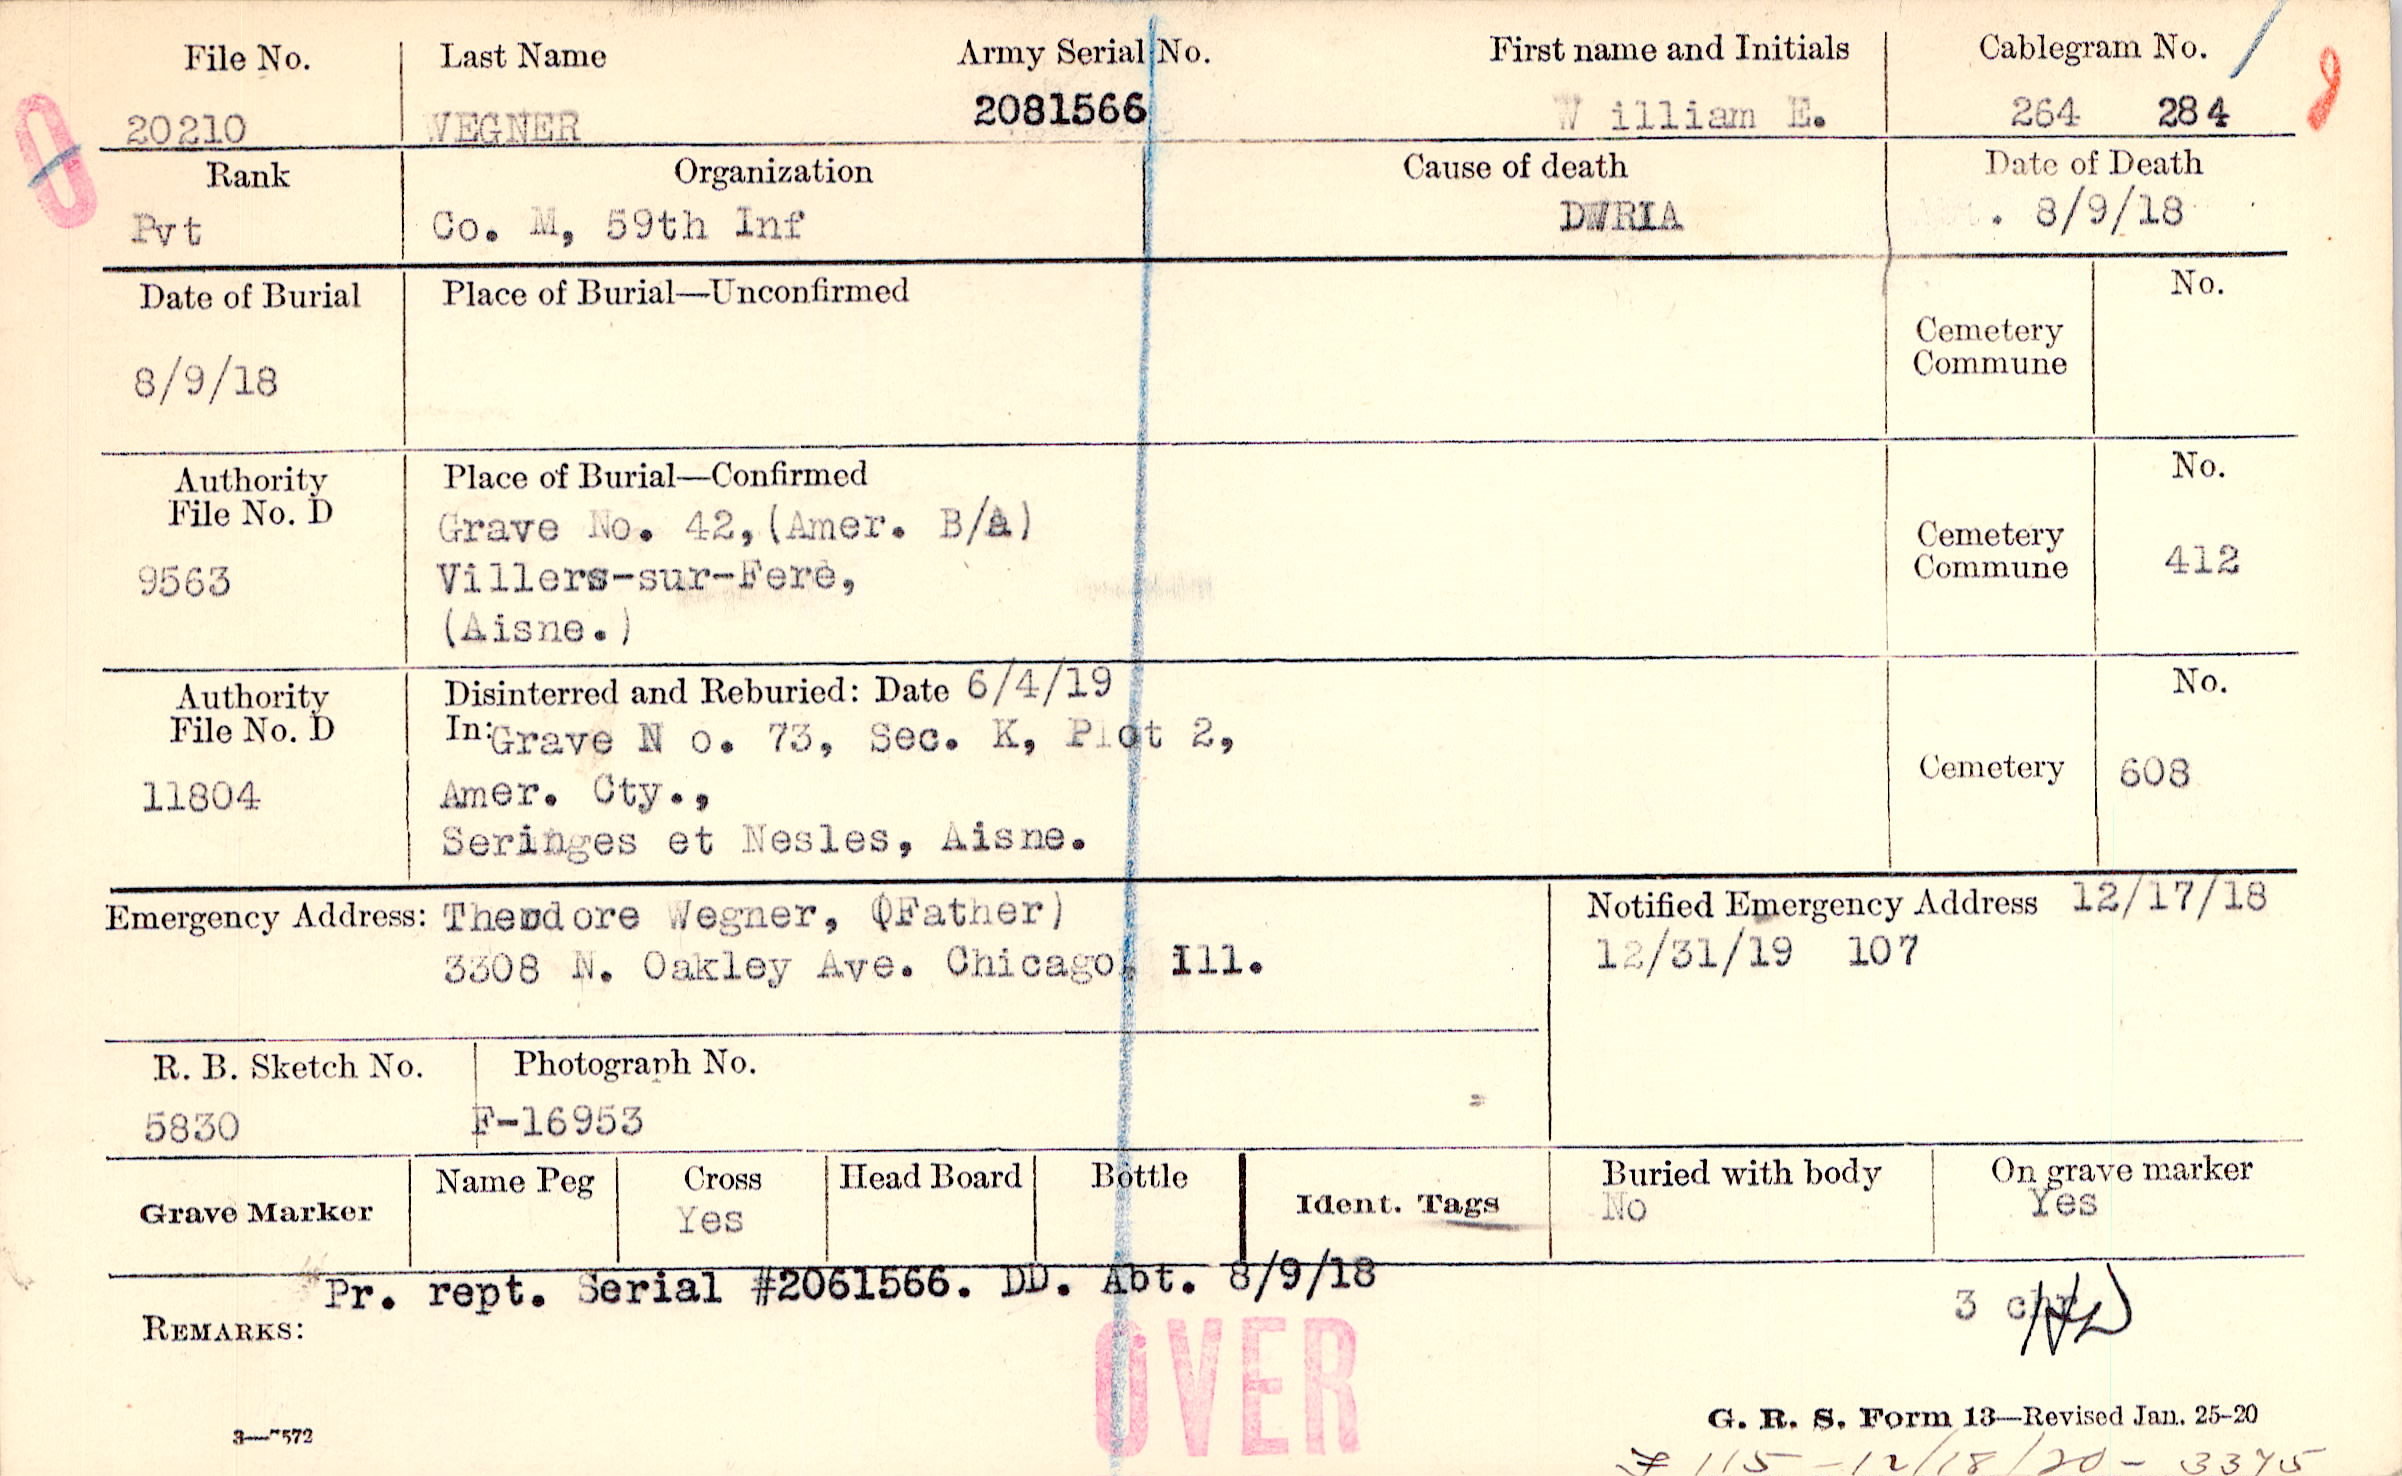 File No. Last Name Army Serial No. First name and Initials Cablegram No.
20210 WEGNER 2081566 W illiam E. 264 284
Rank Organization Cause of death Date of Death
Pvt Co. M, 59th Inf DWRIA . 8/9/18
Date of Burial Place of Burial—Unconfirmed No.
Cemetery
Commune
8/9/18
Authority Place of Burial—Confirmed No.
File No. D Grave No. 42,(Amer. B/A)
Cemetery
Commune 412
9563 Villers-sur-Fere,
(Aisne.)
Authority Disinterred and Reburied: Date 6/4/19 No.
File No. D In: Grave N o. 73, Sec. K, Plot 2,
Cemetery 608
11804 Amer. Cty.,
Seringes et Nesles, Aisne.
Emergency Address: Theodore Wegner, (Father) Notified Emergency Address 12/17/18
3308 N. Oakley Ave. Chicago, Ill. 12/31/19 107
R. B. Sketch No. Photograph No.
5830 F-16953
Grave Marker Name Peg Cross Head Board Bottle Ident. Tags Buried with body On grave marker
Yes No Yes
Pr. rept. Serial #2061566. DD. Abt. 8/9/18
REMARKS: 3
OVER
3—7572 G. R. S. Form 13—Revised Jan. 25-20
115 - 12/18/20 - 3345